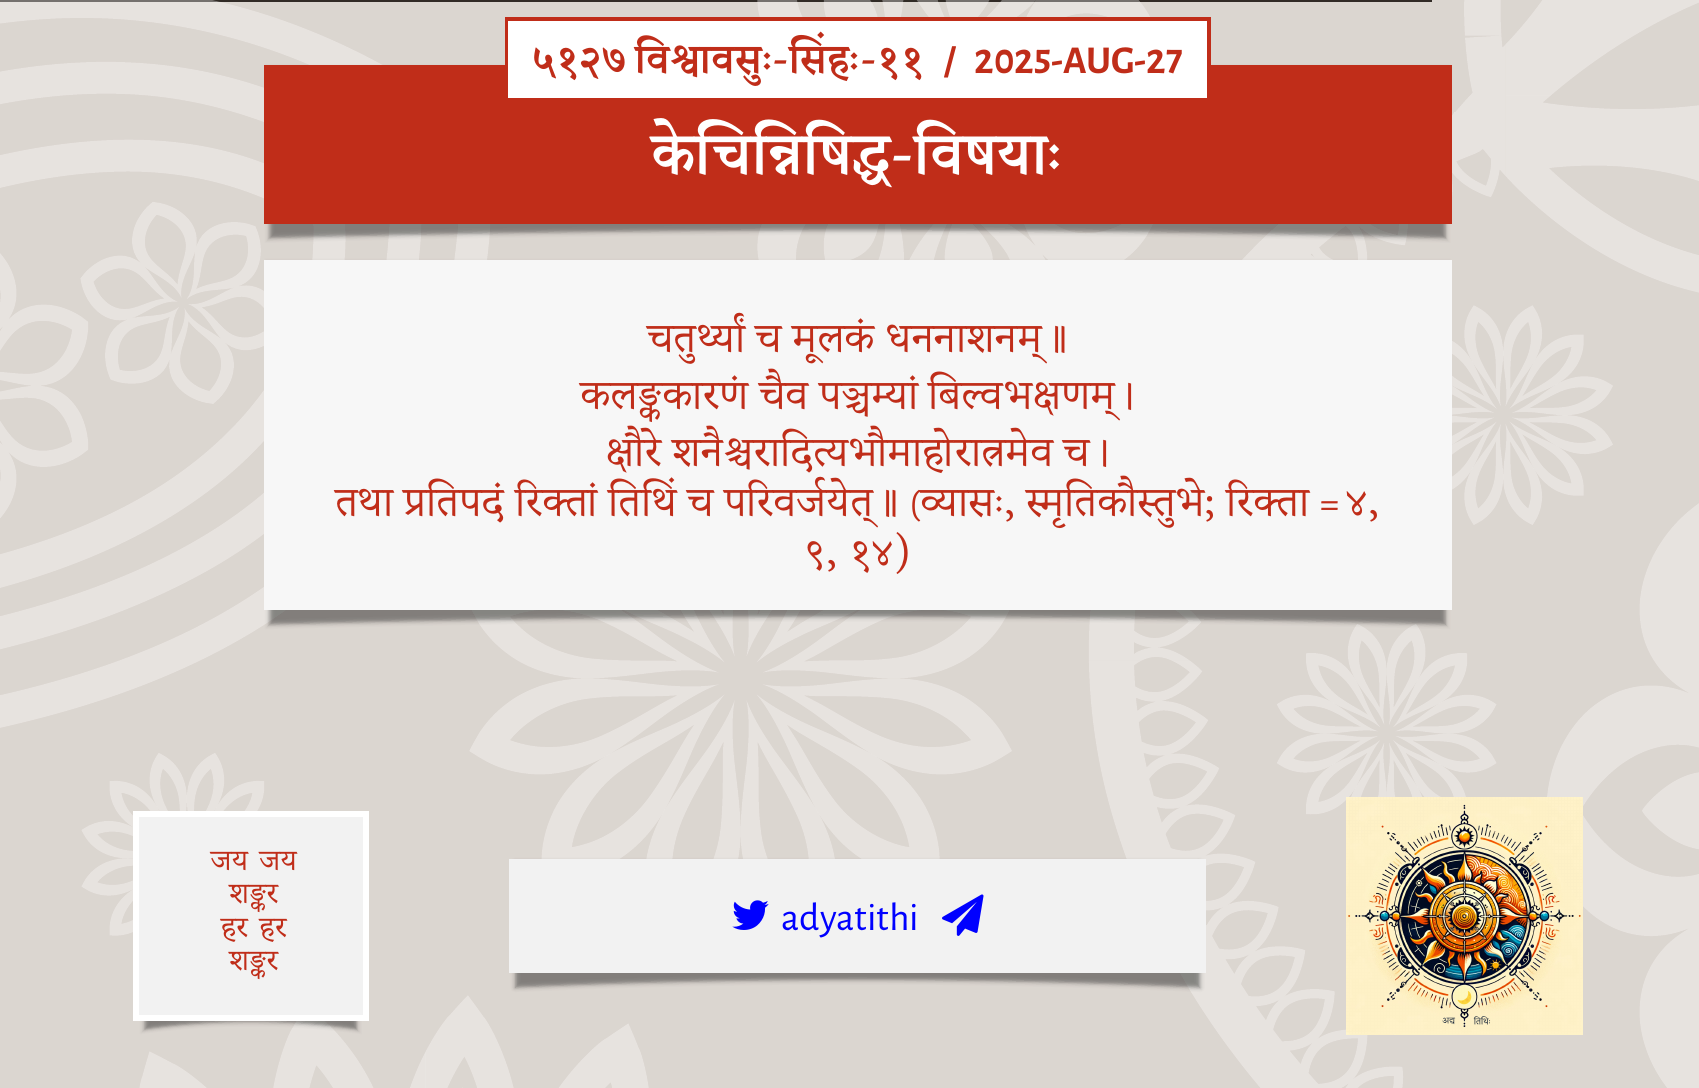 ५१२७ विश्वावसुः-सिंहः-११ / 2025-AUG-27
केचिन्निषिद्ध-विषयाः
चतुर्थ्यां च मूलकं धननाशनम्॥
कलङ्ककारणं चैव पञ्चम्यां बिल्वभक्षणम्।
क्षौरे शनैश्चरादित्यभौमाहोरात्रमेव च।
तथा प्रतिपदं रिक्तां तिथिं च परिवर्जयेत्॥ (व्यासः, स्मृतिकौस्तुभे; रिक्ता = ४,
९, १४)
जय जय
शङ्कर
हर हर
शङ्कर
adyatithi
अद्य तिथिः